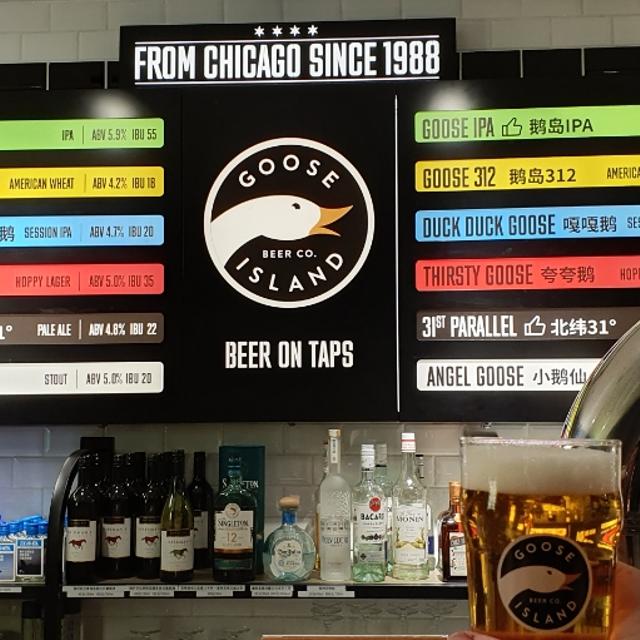 FROM CHICAGO SINCE 1988
IPA ABV 5.9% IBU 55
AMERICAN WHEAT ABV 4.2% IBU 18
鹅 SESSION IPA ABV 4.7% IBU 20
HOPPY LAGER ABV 5.0% IBU 35
1° PALE ALE ABV 4.8% IBU 22
STOUT ABV 5.0% IBU 20
GOOSE
BEER CO.
ISLAND
BEER ON TAPS
GOOSE IPA 鹅岛IPA
GOOSE 312 鹅岛312 AMERICA
DUCK DUCK GOOSE 嘎嘎鹅 SES
THIRSTY GOOSE 夸夸鹅 HOPP
31ST PARALLEL 北纬31°
ANGEL GOOSE 小鹅仙
SINGLETON
12
BACARDI
MONIN
GOOSE
BEER CO.
ISLAND